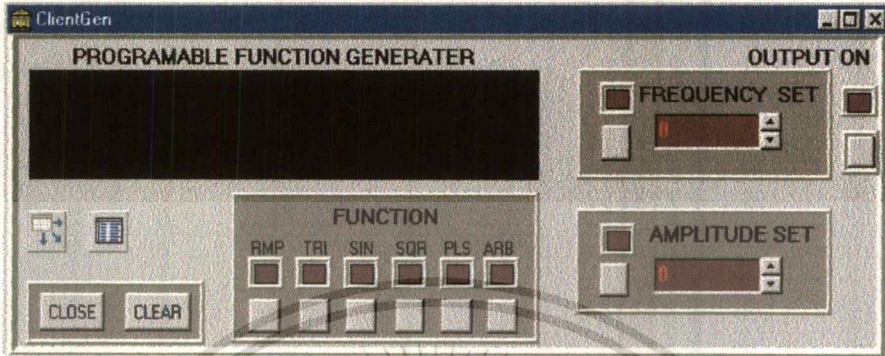 ClientGen
PROGRAMABLE FUNCTION GENERATER
OUTPUT ON
FREQUENCY SET
0
FUNCTION
RMP TRI SIN SQR PLS ARB
AMPLITUDE SET
0
CLOSE CLEAR